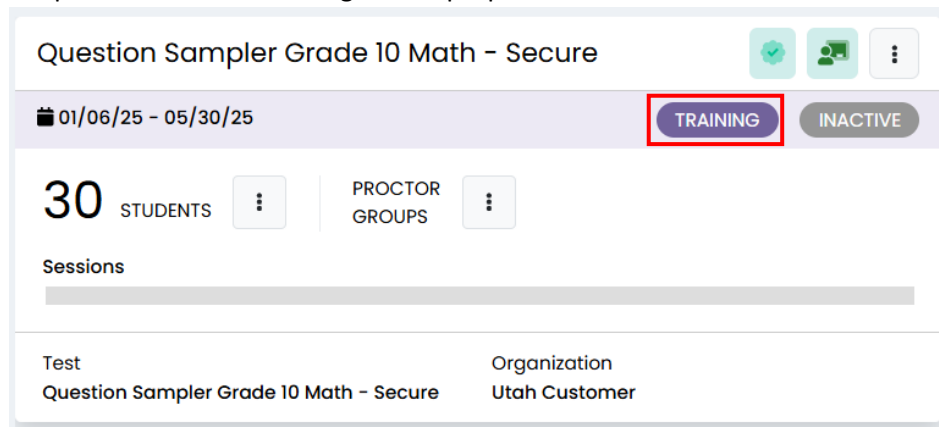 Question Sampler Grade 10 Math - Secure
01/06/25 - 05/30/25 TRAINING INACTIVE
30 STUDENTS PROCTOR GROUPS
Sessions
Test Organization
Question Sampler Grade 10 Math - Secure Utah Customer